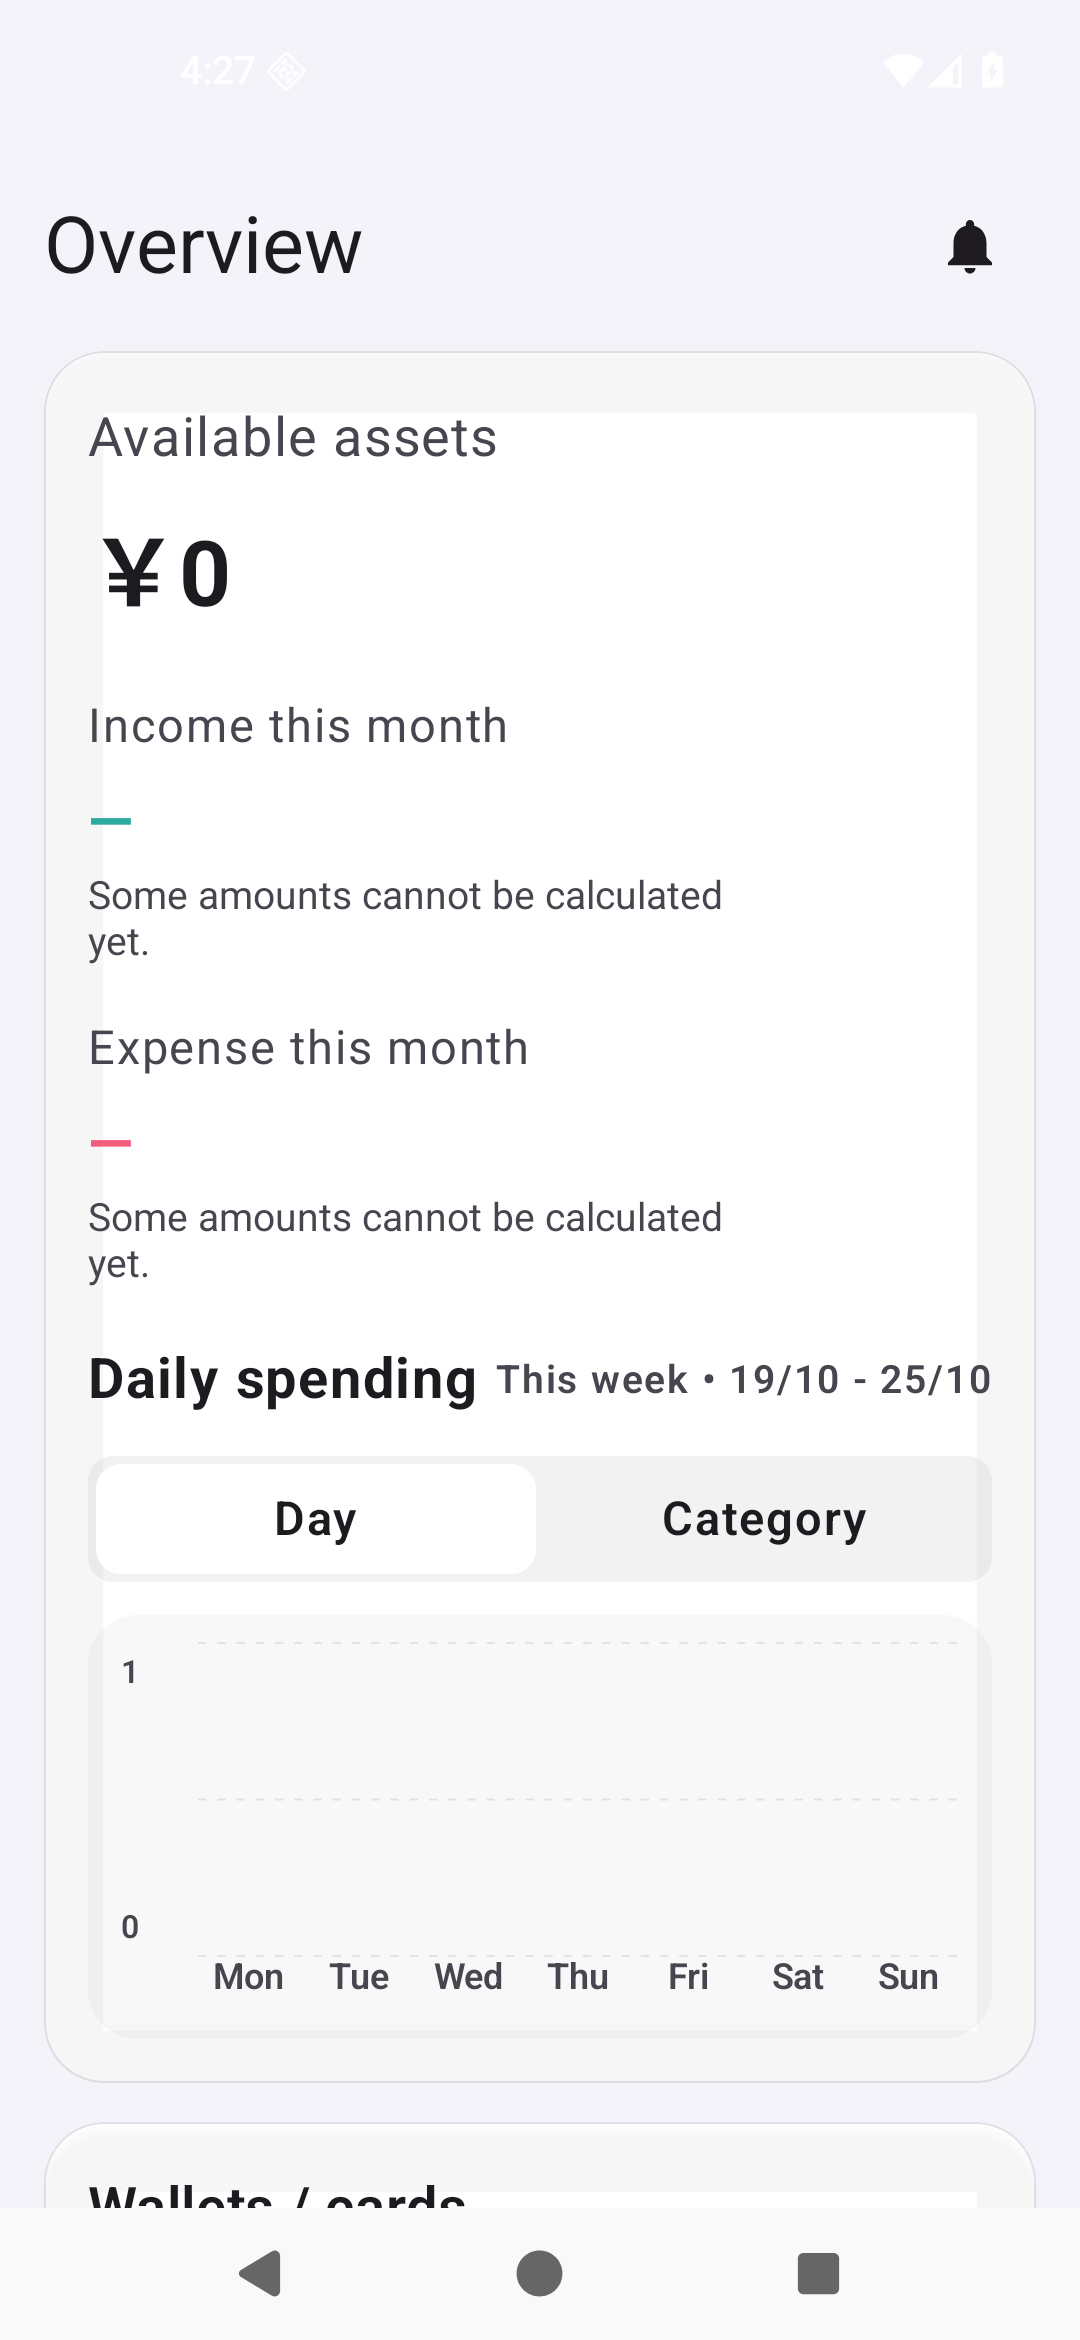 4:27
Overview
Available assets
¥0
Income this month
—
Some amounts cannot be calculated
yet.
Expense this month
—
Some amounts cannot be calculated
yet.
Daily spending This week • 19/10 - 25/10
Day Category
1
0
Mon Tue Wed Thu Fri Sat Sun
Wallets / cards